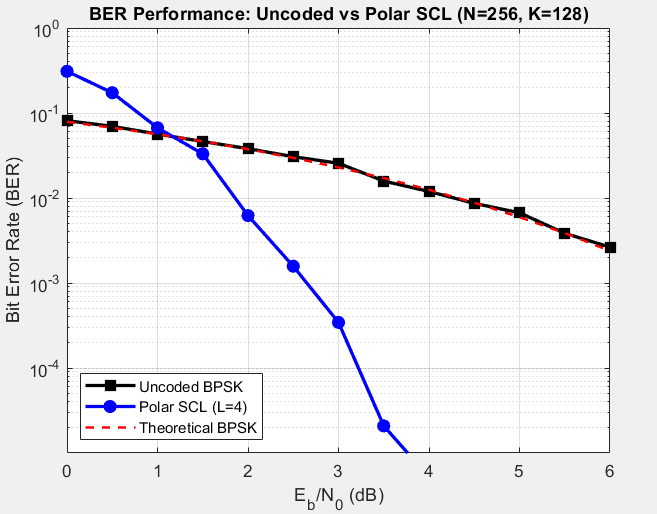 BER Performance: Uncoded vs Polar SCL (N=256, K=128)
10^0
10^-1
10^-2
10^-3
10^-4
Bit Error Rate (BER)
Uncoded BPSK
Polar SCL (L=4)
Theoretical BPSK
0 1 2 3 4 5 6
E_b/N_0 (dB)